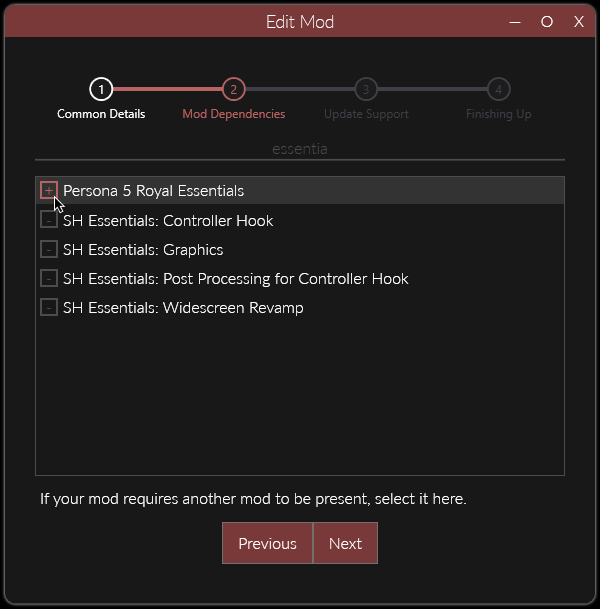 Edit Mod
— O X
1 2 3 4
Common Details Mod Dependencies Update Support Finishing Up
essentia
+ Persona 5 Royal Essentials
- SH Essentials: Controller Hook
- SH Essentials: Graphics
- SH Essentials: Post Processing for Controller Hook
- SH Essentials: Widescreen Revamp
If your mod requires another mod to be present, select it here.
Previous Next